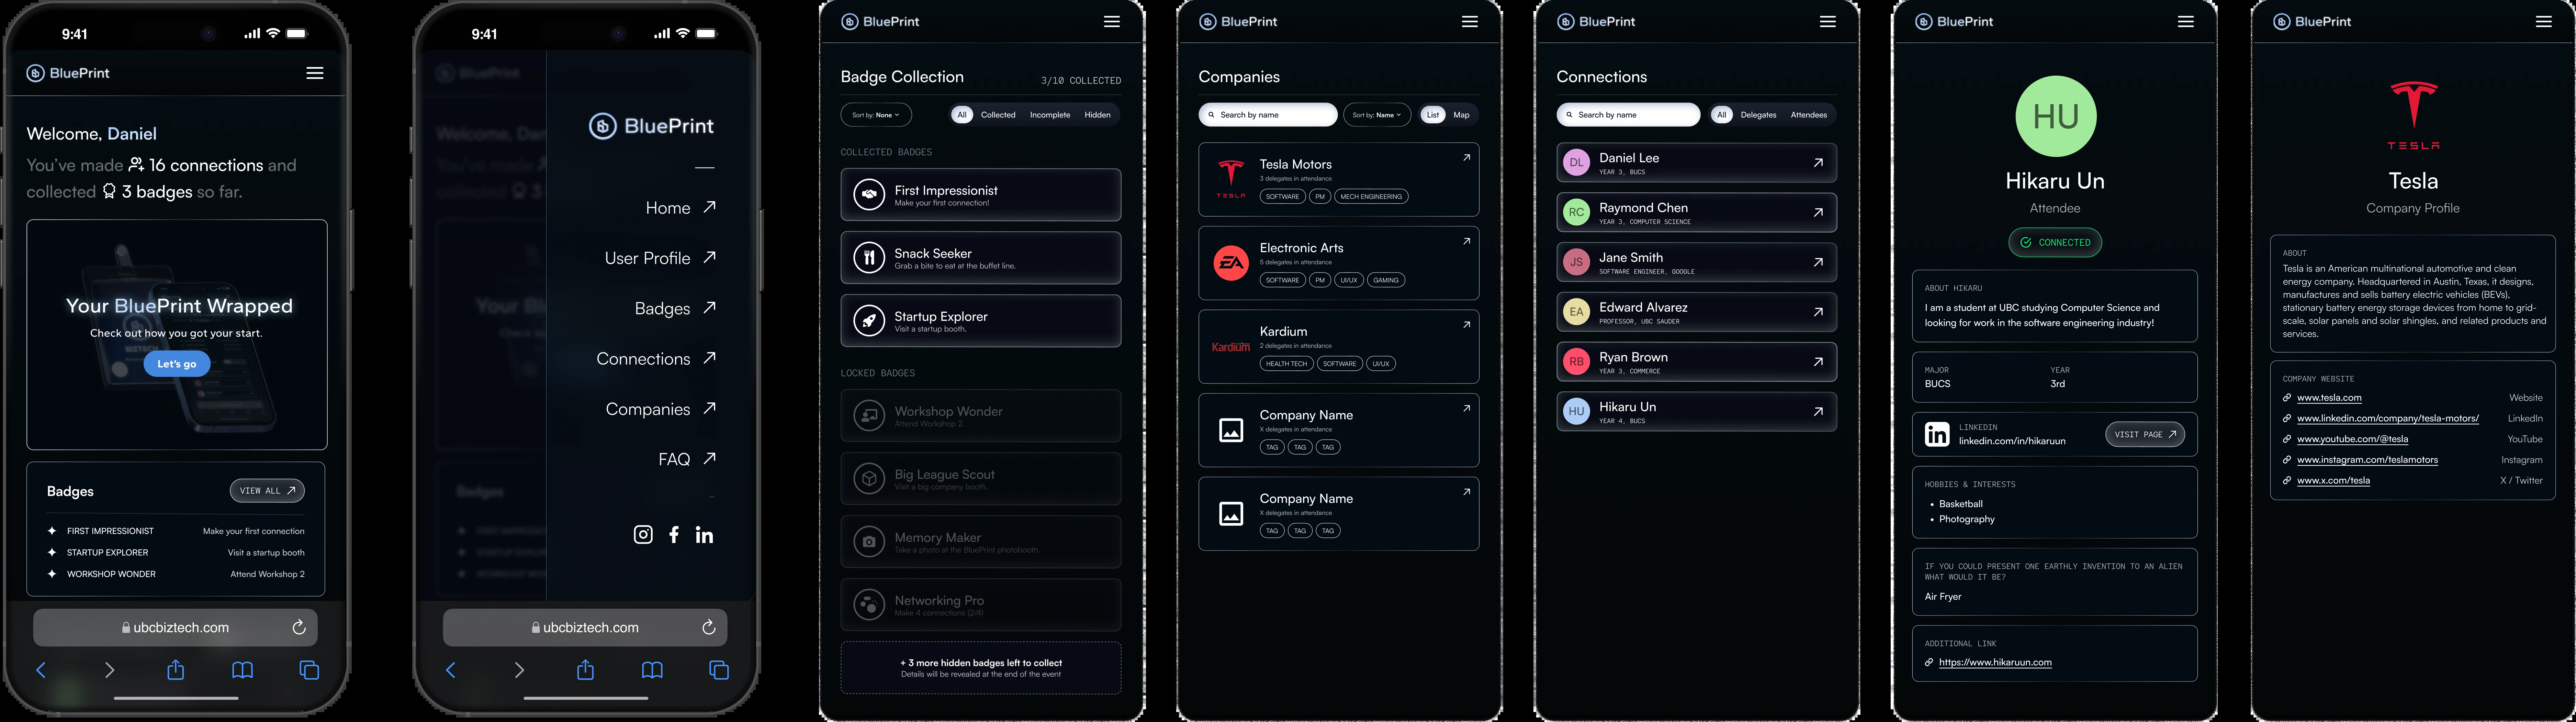 9:41
BluePrint
Welcome, Daniel
You've made 16 connections and
collected 3 badges so far.
Your BluePrint Wrapped
Check out how you got your start.
Let's go
Badges
VIEW ALL
FIRST IMPRESSIONIST Make your first connection
STARTUP EXPLORER Visit a startup booth
WORKSHOP WONDER Attend Workshop 2
ubcbiztech.com
9:41
BluePrint
Home
User Profile
Badges
Connections
Companies
FAQ
ubcbiztech.com
BluePrint
Badge Collection 3/10 COLLECTED
Sort by: None All Collected Incomplete Hidden
COLLECTED BADGES
First Impressionist
Make your first connection!
Snack Seeker
Grab a bite to eat at the buffet line.
Startup Explorer
Visit a startup booth.
LOCKED BADGES
Workshop Wonder
Attend Workshop 2.
Big League Scout
Visit a big company booth.
Memory Maker
Take a photo at the BluePrint photobooth.
Networking Pro
Make 4 connections (2/4)
+ 3 more hidden badges left to collect
Details will be revealed at the end of the event
BluePrint
Companies
Search by name Sort by: Name List Map
TESLA
Tesla Motors
3 delegates in attendance
SOFTWARE PM MECH ENGINEERING
EA
Electronic Arts
5 delegates in attendance
SOFTWARE PM UI/UX GAMING
Kardium
Kardium
2 delegates in attendance
HEALTH TECH SOFTWARE UI/UX
Company Name
X delegates in attendance
TAG TAG TAG
Company Name
X delegates in attendance
TAG TAG TAG
BluePrint
Connections
Search by name All Delegates Attendees
DL Daniel Lee
YEAR 3, BUCS
RC Raymond Chen
YEAR 3, COMPUTER SCIENCE
JS Jane Smith
SOFTWARE ENGINEER, GOOGLE
EA Edward Alvarez
PROFESSOR, UBC SAUDER
RB Ryan Brown
YEAR 3, COMMERCE
HU Hikaru Un
YEAR 4, BUCS
BluePrint
HU
Hikaru Un
Attendee
CONNECTED
ABOUT HIKARU
I am a student at UBC studying Computer Science and
looking for work in the software engineering industry!
MAJOR YEAR
BUCS 3rd
in LINKEDIN
linkedin.com/in/hikaruun
VISIT PAGE
HOBBIES & INTERESTS
• Basketball
• Photography
IF YOU COULD PRESENT ONE EARTHLY INVENTION TO AN ALIEN
WHAT WOULD IT BE?
Air Fryer
ADDITIONAL LINK
https://www.hikaruun.com
BluePrint
TESLA
Tesla
Company Profile
ABOUT
Tesla is an American multinational automotive and clean
energy company. Headquartered in Austin, Texas, it designs,
manufactures and sells battery electric vehicles (BEVs),
stationary battery energy storage devices from home to grid-
scale, solar panels and solar shingles, and related products and
services.
COMPANY WEBSITE
www.tesla.com Website
www.linkedin.com/company/tesla-motors/ LinkedIn
www.youtube.com/@tesla YouTube
www.instagram.com/teslamotors Instagram
www.x.com/tesla X / Twitter